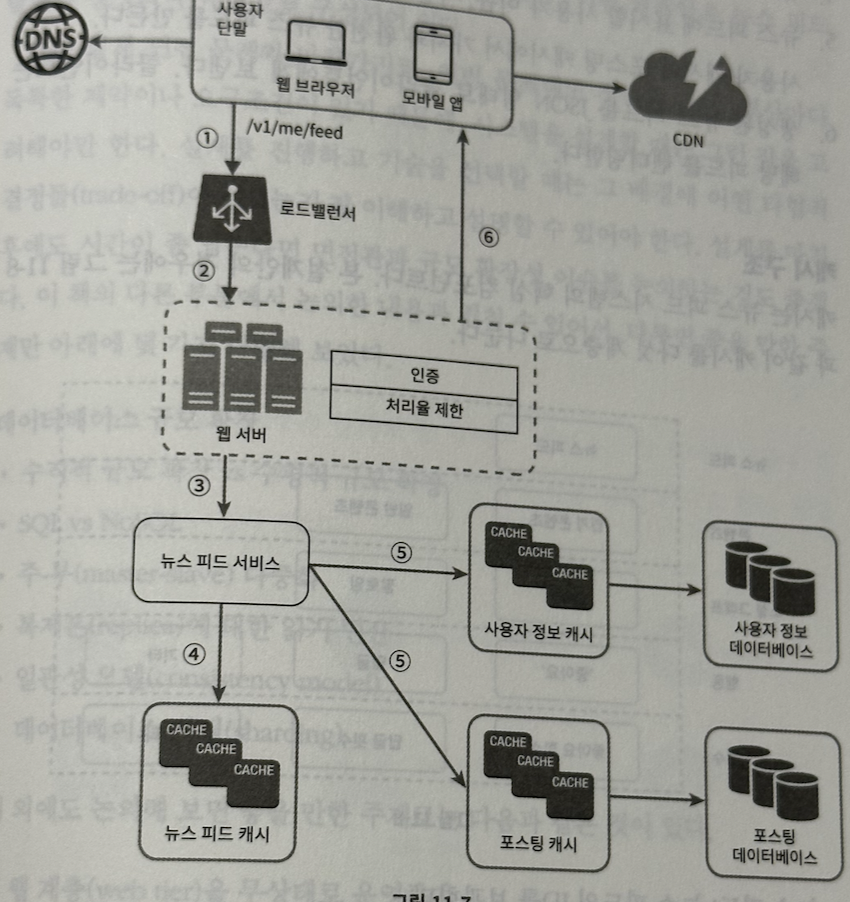 DNS
사용자
단말
웹 브라우저
모바일 앱
CDN
①
/v1/me/feed
로드밸런서
②
⑥
인증
처리율 제한
웹 서버
③
뉴스 피드 서비스
⑤
CACHE
CACHE
CACHE
사용자 정보 캐시
사용자 정보
데이터베이스
④
⑤
CACHE
CACHE
CACHE
뉴스 피드 캐시
CACHE
CACHE
CACHE
포스팅 캐시
포스팅
데이터베이스
그림 11-7